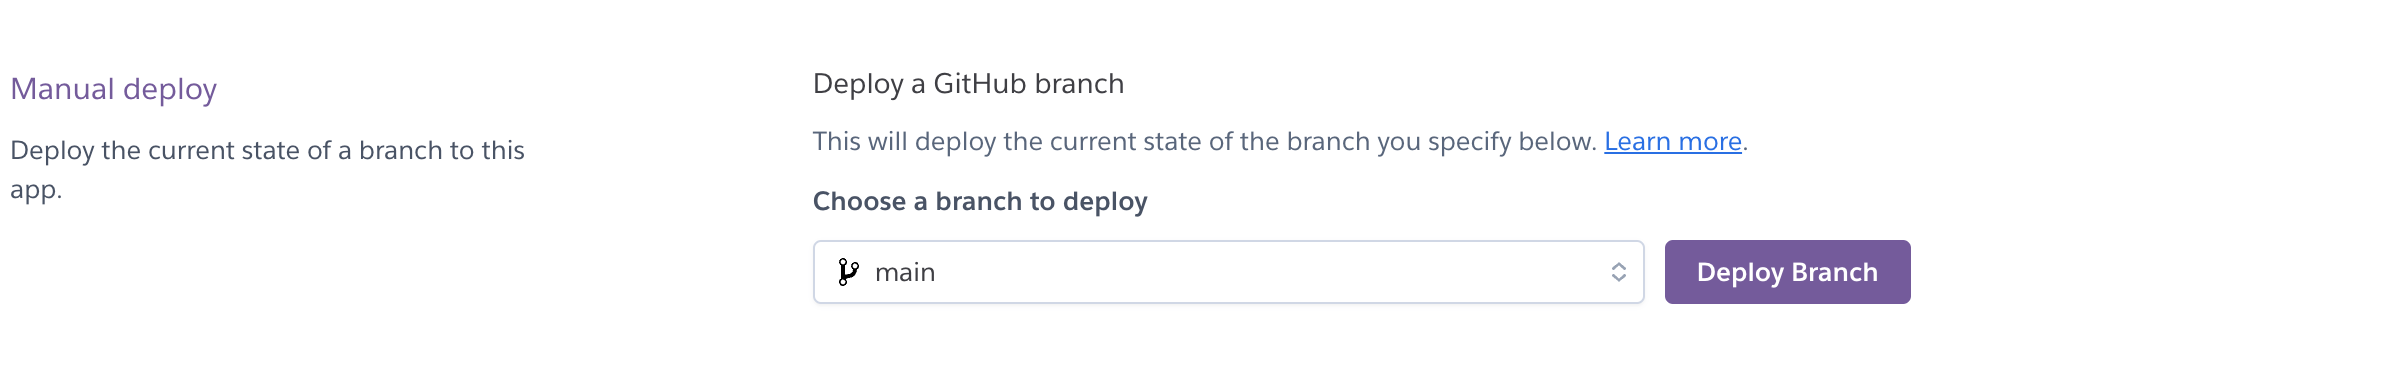 Manual deploy
Deploy the current state of a branch to this
app.
Deploy a GitHub branch
This will deploy the current state of the branch you specify below. Learn more.
Choose a branch to deploy
main
Deploy Branch